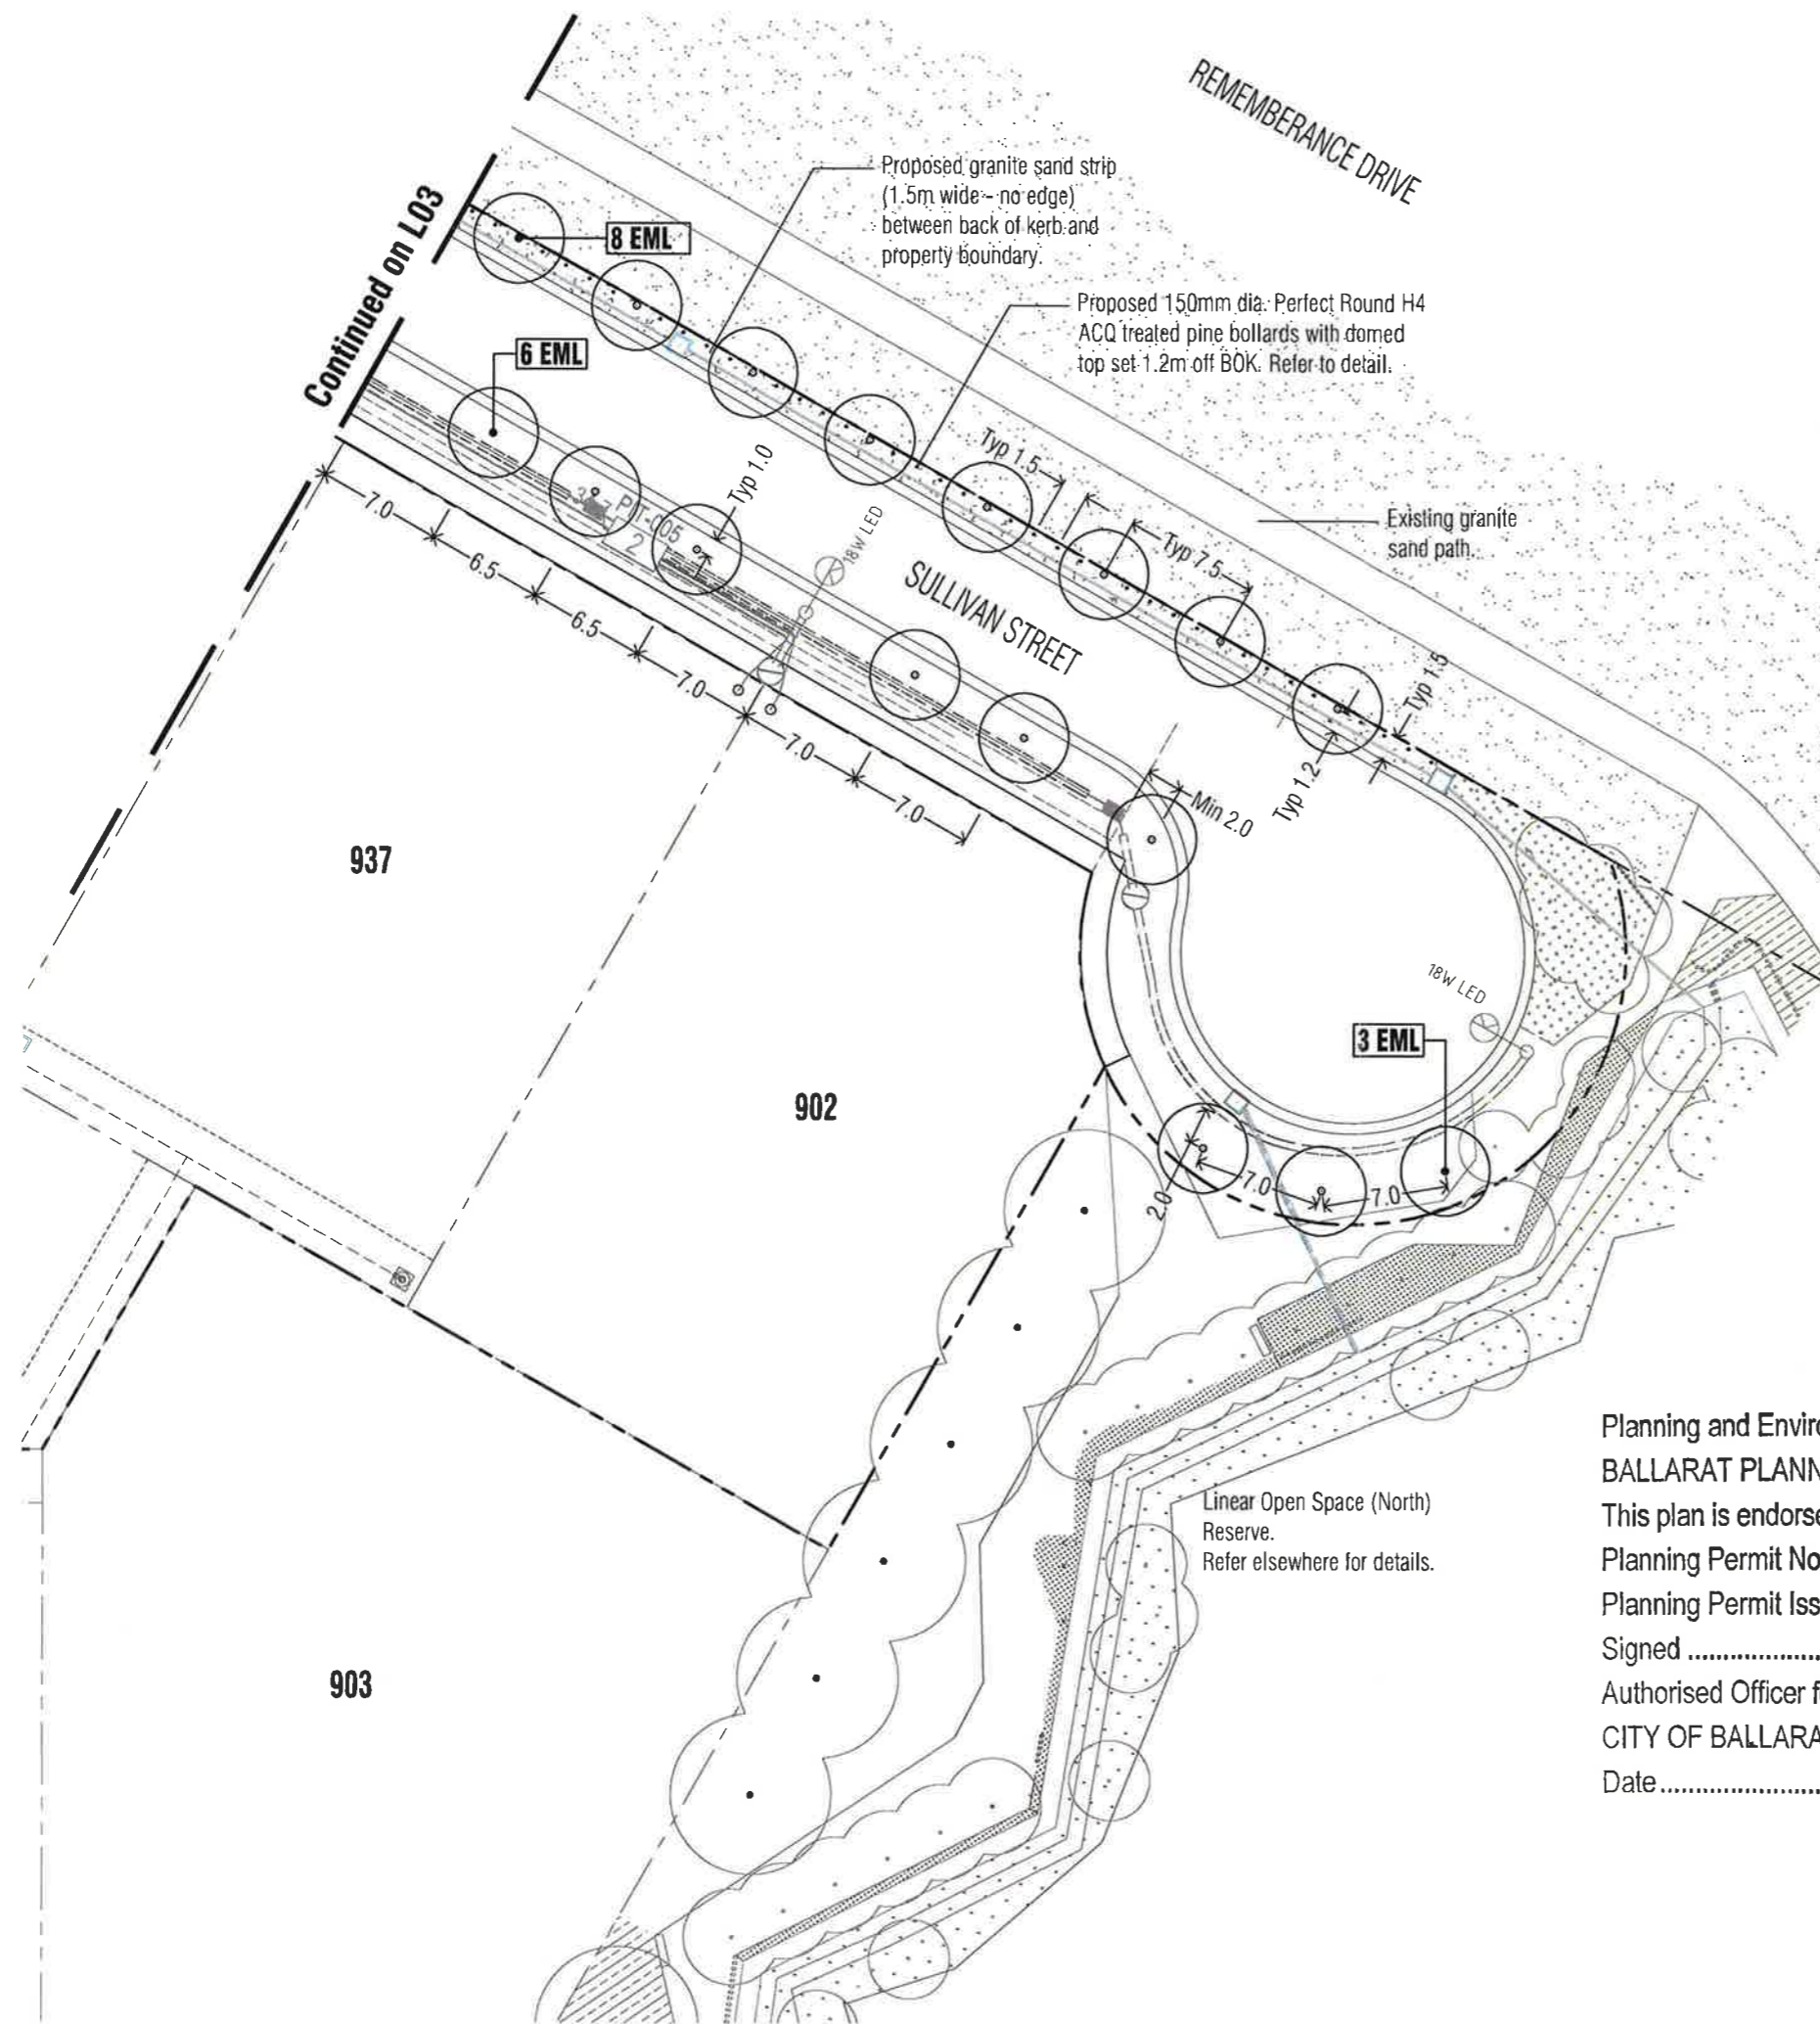 REMEMBERANCE DRIVE
Proposed granite sand strip
(1.5m wide - no edge)
between back of kerb and
property boundary.
Continued on L03
8 EML
Proposed 150mm dia. Perfect Round H4
ACQ treated pine bollards with domed
top set 1.2m off BOK. Refer to detail.
6 EML
Typ 1.0
Typ 1.5
18W LED
Existing granite
sand path.
Typ 7.5
PIT-005
2
SULLIVAN STREET
7.0
6.5
6.5
7.0
7.0
7.0
Typ 1.5
Typ 1.2
Min 2.0
937
18W LED
3 EML
902
2.0
7.0
7.0
Planning and Enviro
BALLARAT PLANN
This plan is endorse
Planning Permit No
Planning Permit Iss
Signed ....................
Authorised Officer f
CITY OF BALLARA
Date.......................
Linear Open Space (North)
Reserve.
Refer elsewhere for details.
903